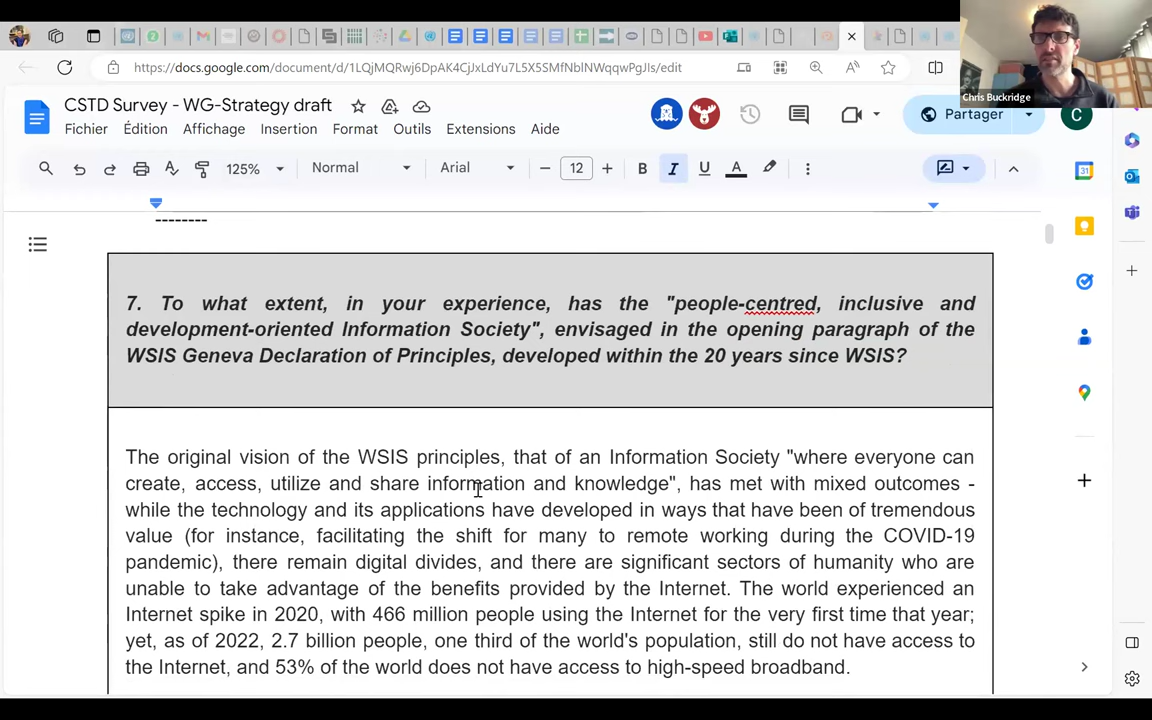 https://docs.google.com/document/d/1LQjMQRwj6DpAK4CjJxLdYu7L5X5SMfNblNWqqwPgJIs/edit
Chris Buckridge
CSTD Survey - WG-Strategy draft
Partager
C
Fichier Édition Affichage Insertion Format Outils Extensions Aide
125% Normal Arial 12 B I U A
31
--------
7. To what extent, in your experience, has the "people-centred, inclusive and
development-oriented Information Society", envisaged in the opening paragraph of the
WSIS Geneva Declaration of Principles, developed within the 20 years since WSIS?
The original vision of the WSIS principles, that of an Information Society "where everyone can
create, access, utilize and share information and knowledge", has met with mixed outcomes -
while the technology and its applications have developed in ways that have been of tremendous
value (for instance, facilitating the shift for many to remote working during the COVID-19
pandemic), there remain digital divides, and there are significant sectors of humanity who are
unable to take advantage of the benefits provided by the Internet. The world experienced an
Internet spike in 2020, with 466 million people using the Internet for the very first time that year;
yet, as of 2022, 2.7 billion people, one third of the world's population, still do not have access to
the Internet, and 53% of the world does not have access to high-speed broadband.